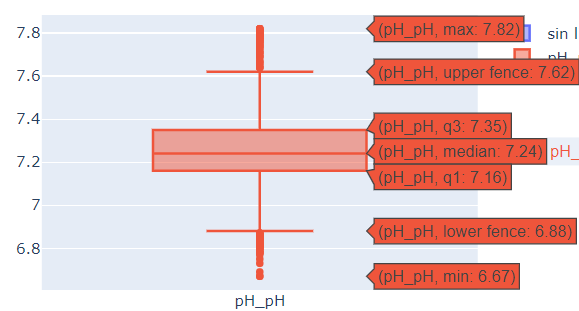 7.8
7.6
7.4
7.2
7
6.8
pH_pH
(pH_pH, max: 7.82)
(pH_pH, upper fence: 7.62)
(pH_pH, q3: 7.35)
(pH_pH, median: 7.24)
(pH_pH, q1: 7.16)
(pH_pH, lower fence: 6.88)
(pH_pH, min: 6.67)
sin
pH_